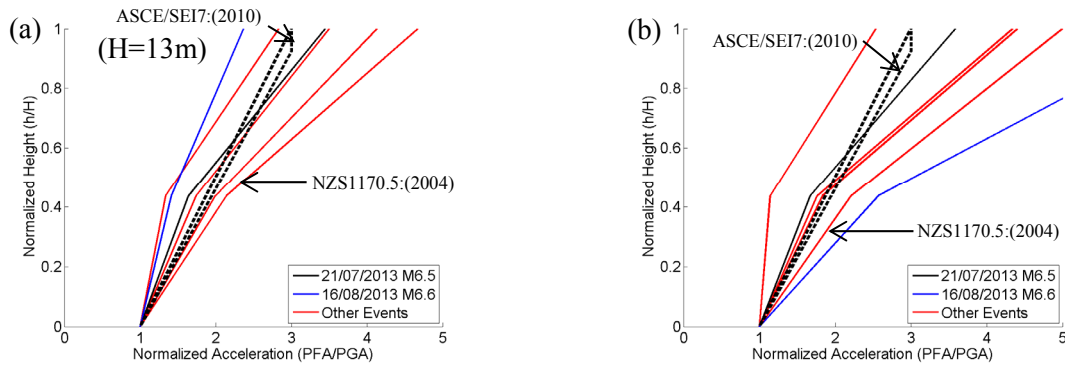 (a)
(H=13m)
ASCE/SEI7:(2010)
NZS1170.5:(2004)
Normalized Height (h/H)
1
0.8
0.6
0.4
0.2
0
21/07/2013 M6.5
16/08/2013 M6.6
Other Events
0 1 2 3 4 5
Normalized Acceleration (PFA/PGA)
(b)
ASCE/SEI7:(2010)
NZS1170.5:(2004)
Normalized Height (h/H)
1
0.8
0.6
0.4
0.2
0
21/07/2013 M6.5
16/08/2013 M6.6
Other Events
0 1 2 3 4 5
Normalized Acceleration (PFA/PGA)